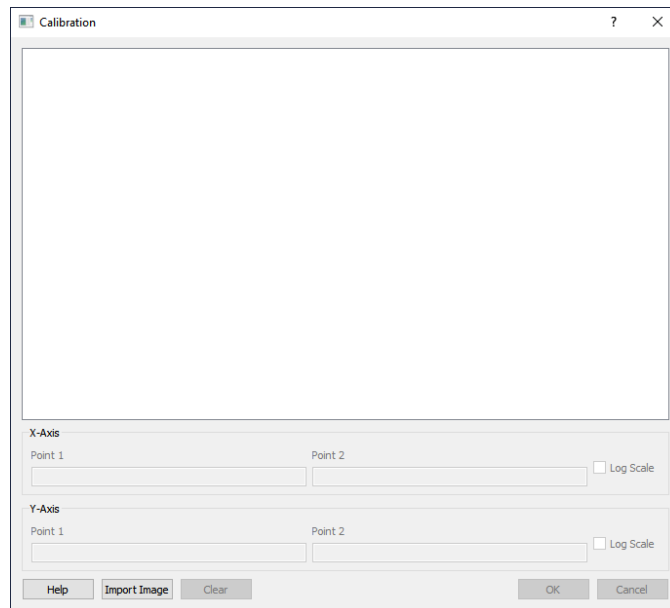 Calibration
X-Axis
Point 1 Point 2
Log Scale
Y-Axis
Point 1 Point 2
Log Scale
Help Import Image Clear OK Cancel